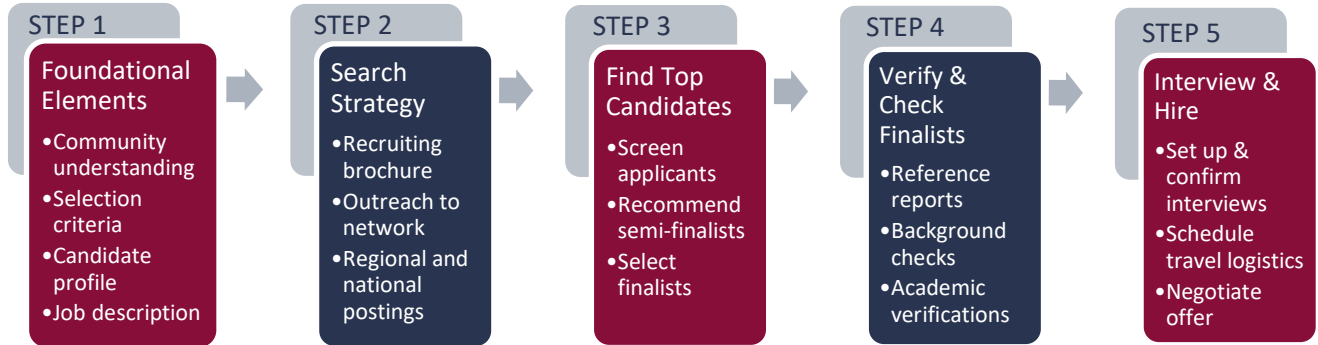 STEP 1
Foundational
Elements
•Community
understanding
•Selection
criteria
•Candidate
profile
•Job description
STEP 2
Search
Strategy
•Recruiting
brochure
•Outreach to
network
•Regional and
national
postings
STEP 3
Find Top
Candidates
•Screen
applicants
•Recommend
semi-finalists
•Select
finalists
STEP 4
Verify &
Check
Finalists
•Reference
reports
•Background
checks
•Academic
verifications
STEP 5
Interview &
Hire
•Set up &
confirm
interviews
•Schedule
travel logistics
•Negotiate
offer